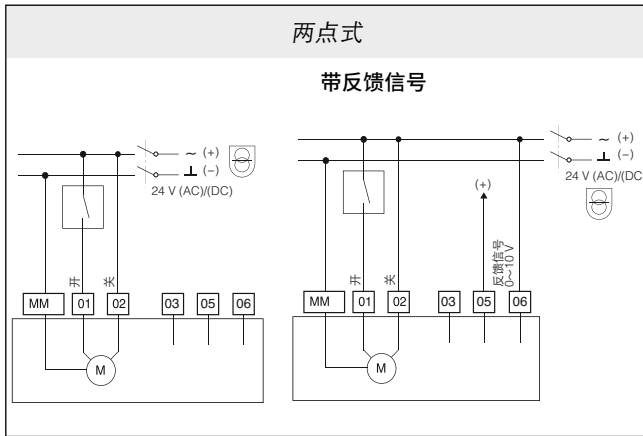 两点式
带反馈信号
~ (+)
⊥ (−)
24 V (AC)/(DC)
开
关
MM 01 02 03 05 06
M
~ (+)
⊥ (−)
24 V (AC)/(DC
(+)
反馈信号
0~10 V
开
关
MM 01 02 03 05 06
M